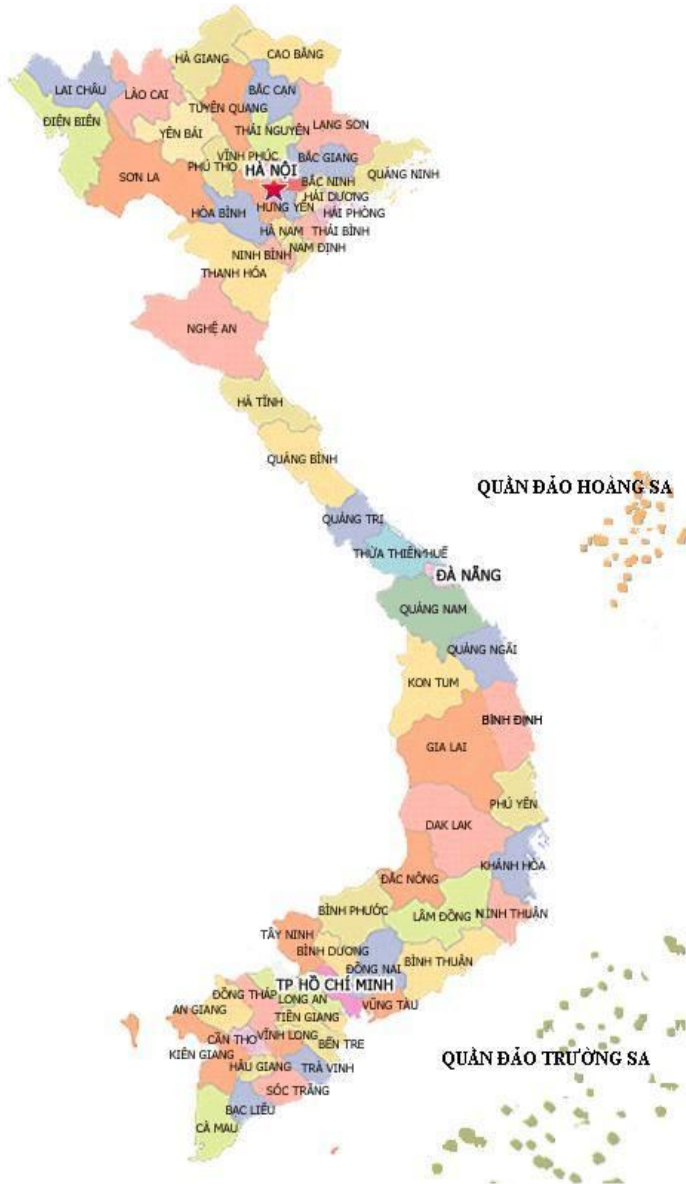 CAO BẰNG
HÀ GIANG
LAI CHÂU
LÀO CAI
BẮC CẠN
ĐIỆN BIÊN
TUYÊN QUANG
YÊN BÁI
THÁI NGUYÊN
LẠNG SƠN
VĨNH PHÚC
BẮC GIANG
PHÚ THỌ
HÀ NỘI
SƠN LA
BẮC NINH
QUẢNG NINH
HẢI DƯƠNG
HƯNG YÊN
HÒA BÌNH
HẢI PHÒNG
HÀ NAM
THÁI BÌNH
NAM ĐỊNH
NINH BÌNH
THANH HÓA
NGHỆ AN
HÀ TĨNH
QUẢNG BÌNH
QUẦN ĐẢO HOÀNG SA
QUẢNG TRỊ
THỪA THIÊN HUẾ
ĐÀ NẴNG
QUẢNG NAM
QUẢNG NGÃI
KON TUM
BÌNH ĐỊNH
GIA LAI
PHÚ YÊN
DAK LAK
KHÁNH HÒA
ĐẮC NÔNG
BÌNH PHƯỚC
LÂM ĐỒNG
NINH THUẬN
TÂY NINH
BÌNH DƯƠNG
ĐỒNG NAI
BÌNH THUẬN
TP HỒ CHÍ MINH
ĐỒNG THÁP
LONG AN
VŨNG TÀU
AN GIANG
TIỀN GIANG
CẦN THƠ
VĨNH LONG
BẾN TRE
KIÊN GIANG
HẬU GIANG
TRÀ VINH
QUẦN ĐẢO TRƯỜNG SA
SÓC TRĂNG
BẠC LIÊU
CÀ MAU